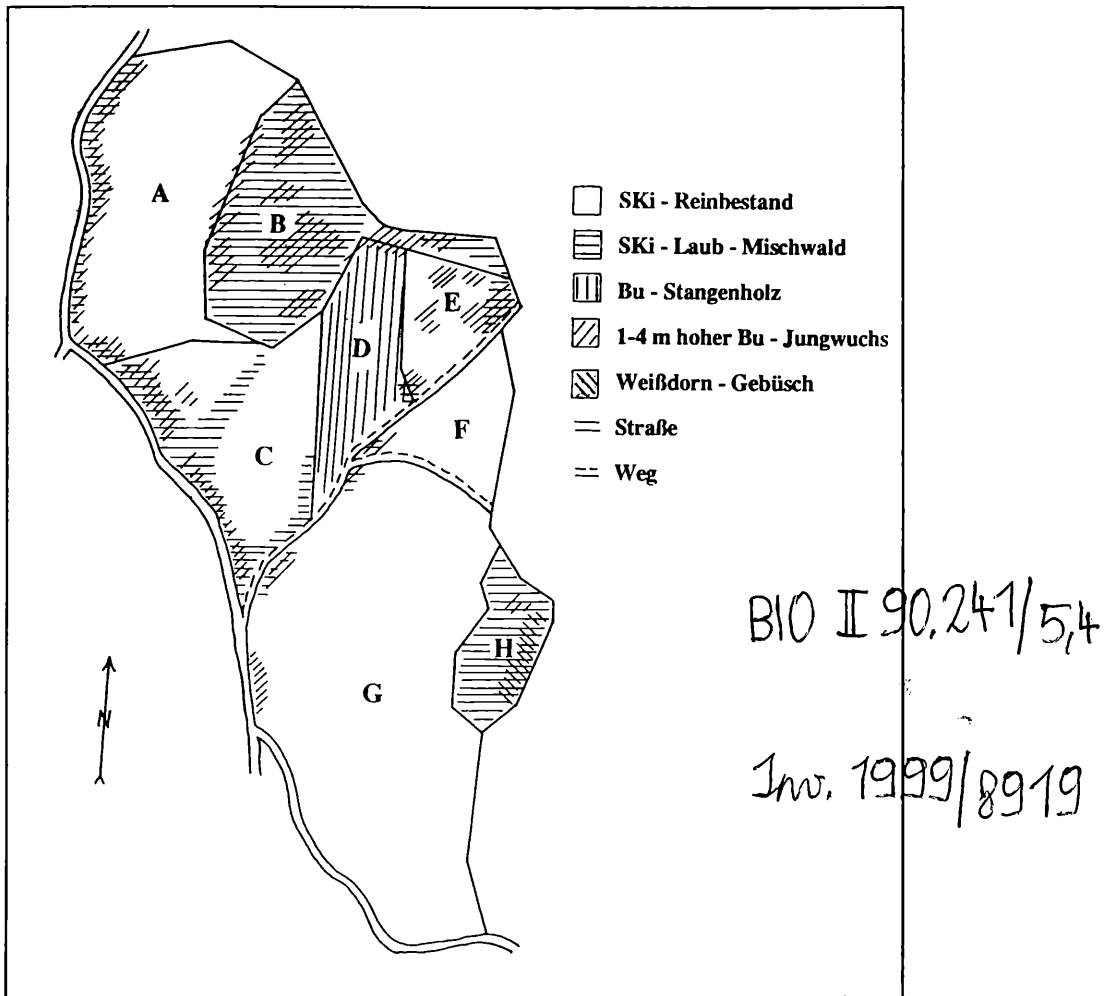 A
B
E
D
F
C
H
G
N
SKi - Reinbestand
SKi - Laub - Mischwald
Bu - Stangenholz
1-4 m hoher Bu - Jungwuchs
Weißdorn - Gebüsch
Straße
Weg
BIO II 90.241/5,4
Inv. 1999/8919